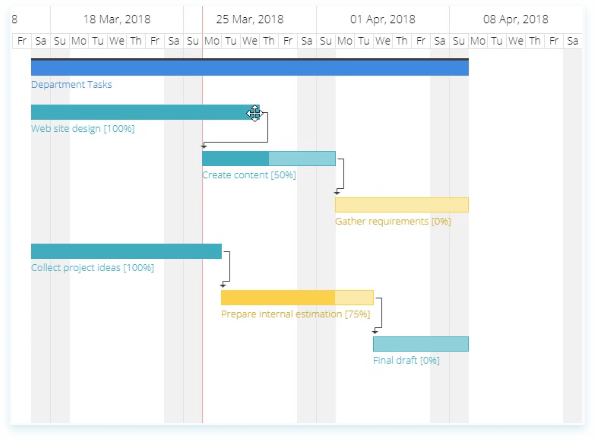 8 18 Mar, 2018 25 Mar, 2018 01 Apr, 2018 08 Apr, 2018
Fr Sa Su Mo Tu We Th Fr Sa Su Mo Tu We Th Fr Sa Su Mo Tu We Th Fr Sa Su Mo Tu We Th Fr Sa
Department Tasks
Web site design [100%]
Create content [50%]
Gather requirements [0%]
Collect project ideas [100%]
Prepare internal estimation [75%]
Final draft [0%]